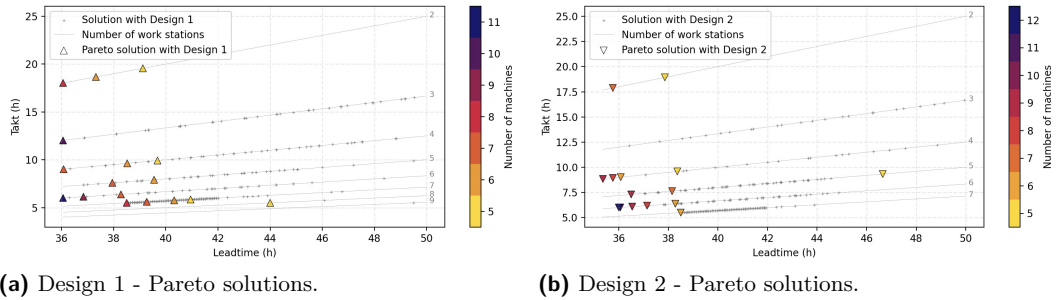 Solution with Design 1
Number of work stations
Pareto solution with Design 1
25
20
15
10
5
Takt (h)
36 38 40 42 44 46 48 50
Leadtime (h)
2
3
4
5
6
7
8
9
11
10
9
8
7
6
5
Number of machines
(a) Design 1 - Pareto solutions.
Solution with Design 2
Number of work stations
Pareto solution with Design 2
25.0
22.5
20.0
17.5
15.0
12.5
10.0
7.5
5.0
Takt (h)
36 38 40 42 44 46 48 50
Leadtime (h)
2
3
4
5
6
7
12
11
10
9
8
7
6
5
Number of machines
(b) Design 2 - Pareto solutions.